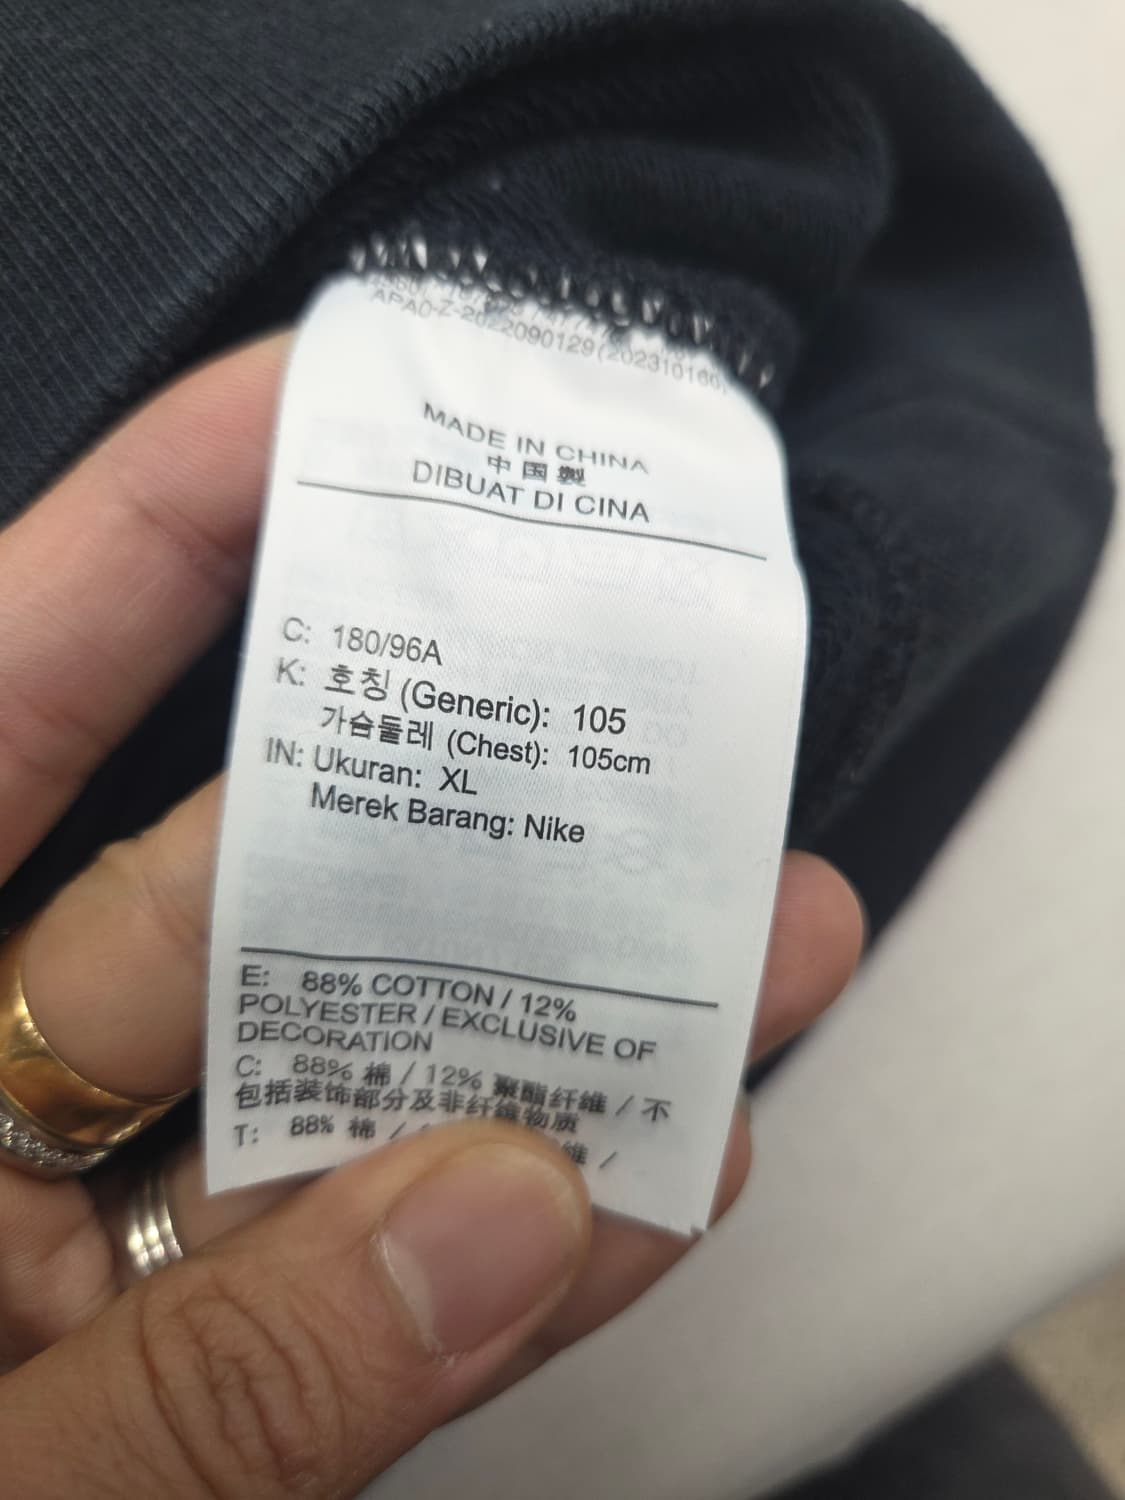 APA0-Z-2022090129(202310160
MADE IN CHINA
中国製
DIBUAT DI CINA
C: 180/96A
K: 호칭 (Generic): 105
가슴둘레 (Chest): 105cm
IN: Ukuran: XL
Merek Barang: Nike
E: 88% COTTON / 12%
POLYESTER / EXCLUSIVE OF
DECORATION
C: 88% 棉 / 12% 聚酯纤维 / 不
包括装饰部分及非纤维物质
T: 88% 棉 / 維 /